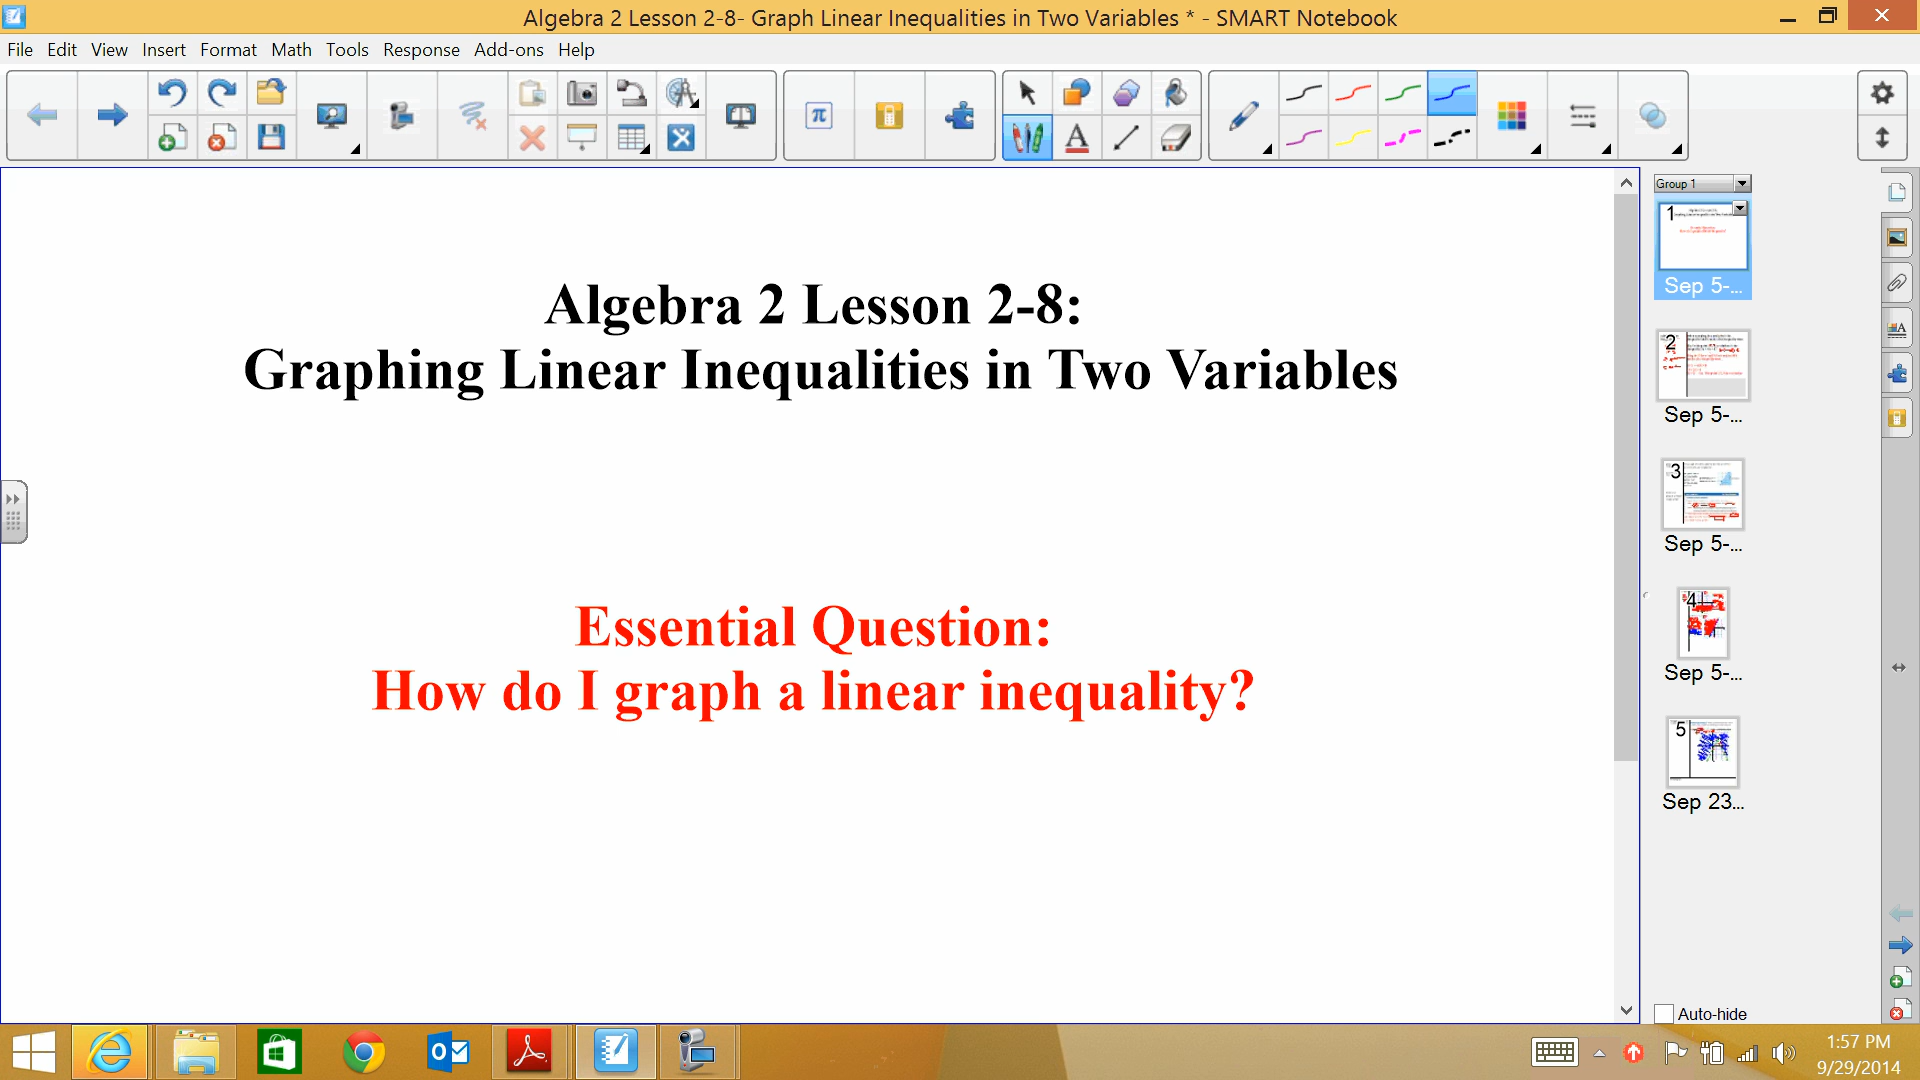 Algebra 2 Lesson 2-8- Graph Linear Inequalities in Two Variables * - SMART Notebook
File Edit View Insert Format Math Tools Response Add-ons Help
Group 1
Algebra 2 Lesson 2-8:
Graphing Linear Inequalities in Two Variables
Essential Question:
How do I graph a linear inequality?
1
Sep 5-...
2
Sep 5-...
3
Sep 5-...
4
Sep 5-...
5
Sep 23...
Auto-hide
1:57 PM
9/29/2014